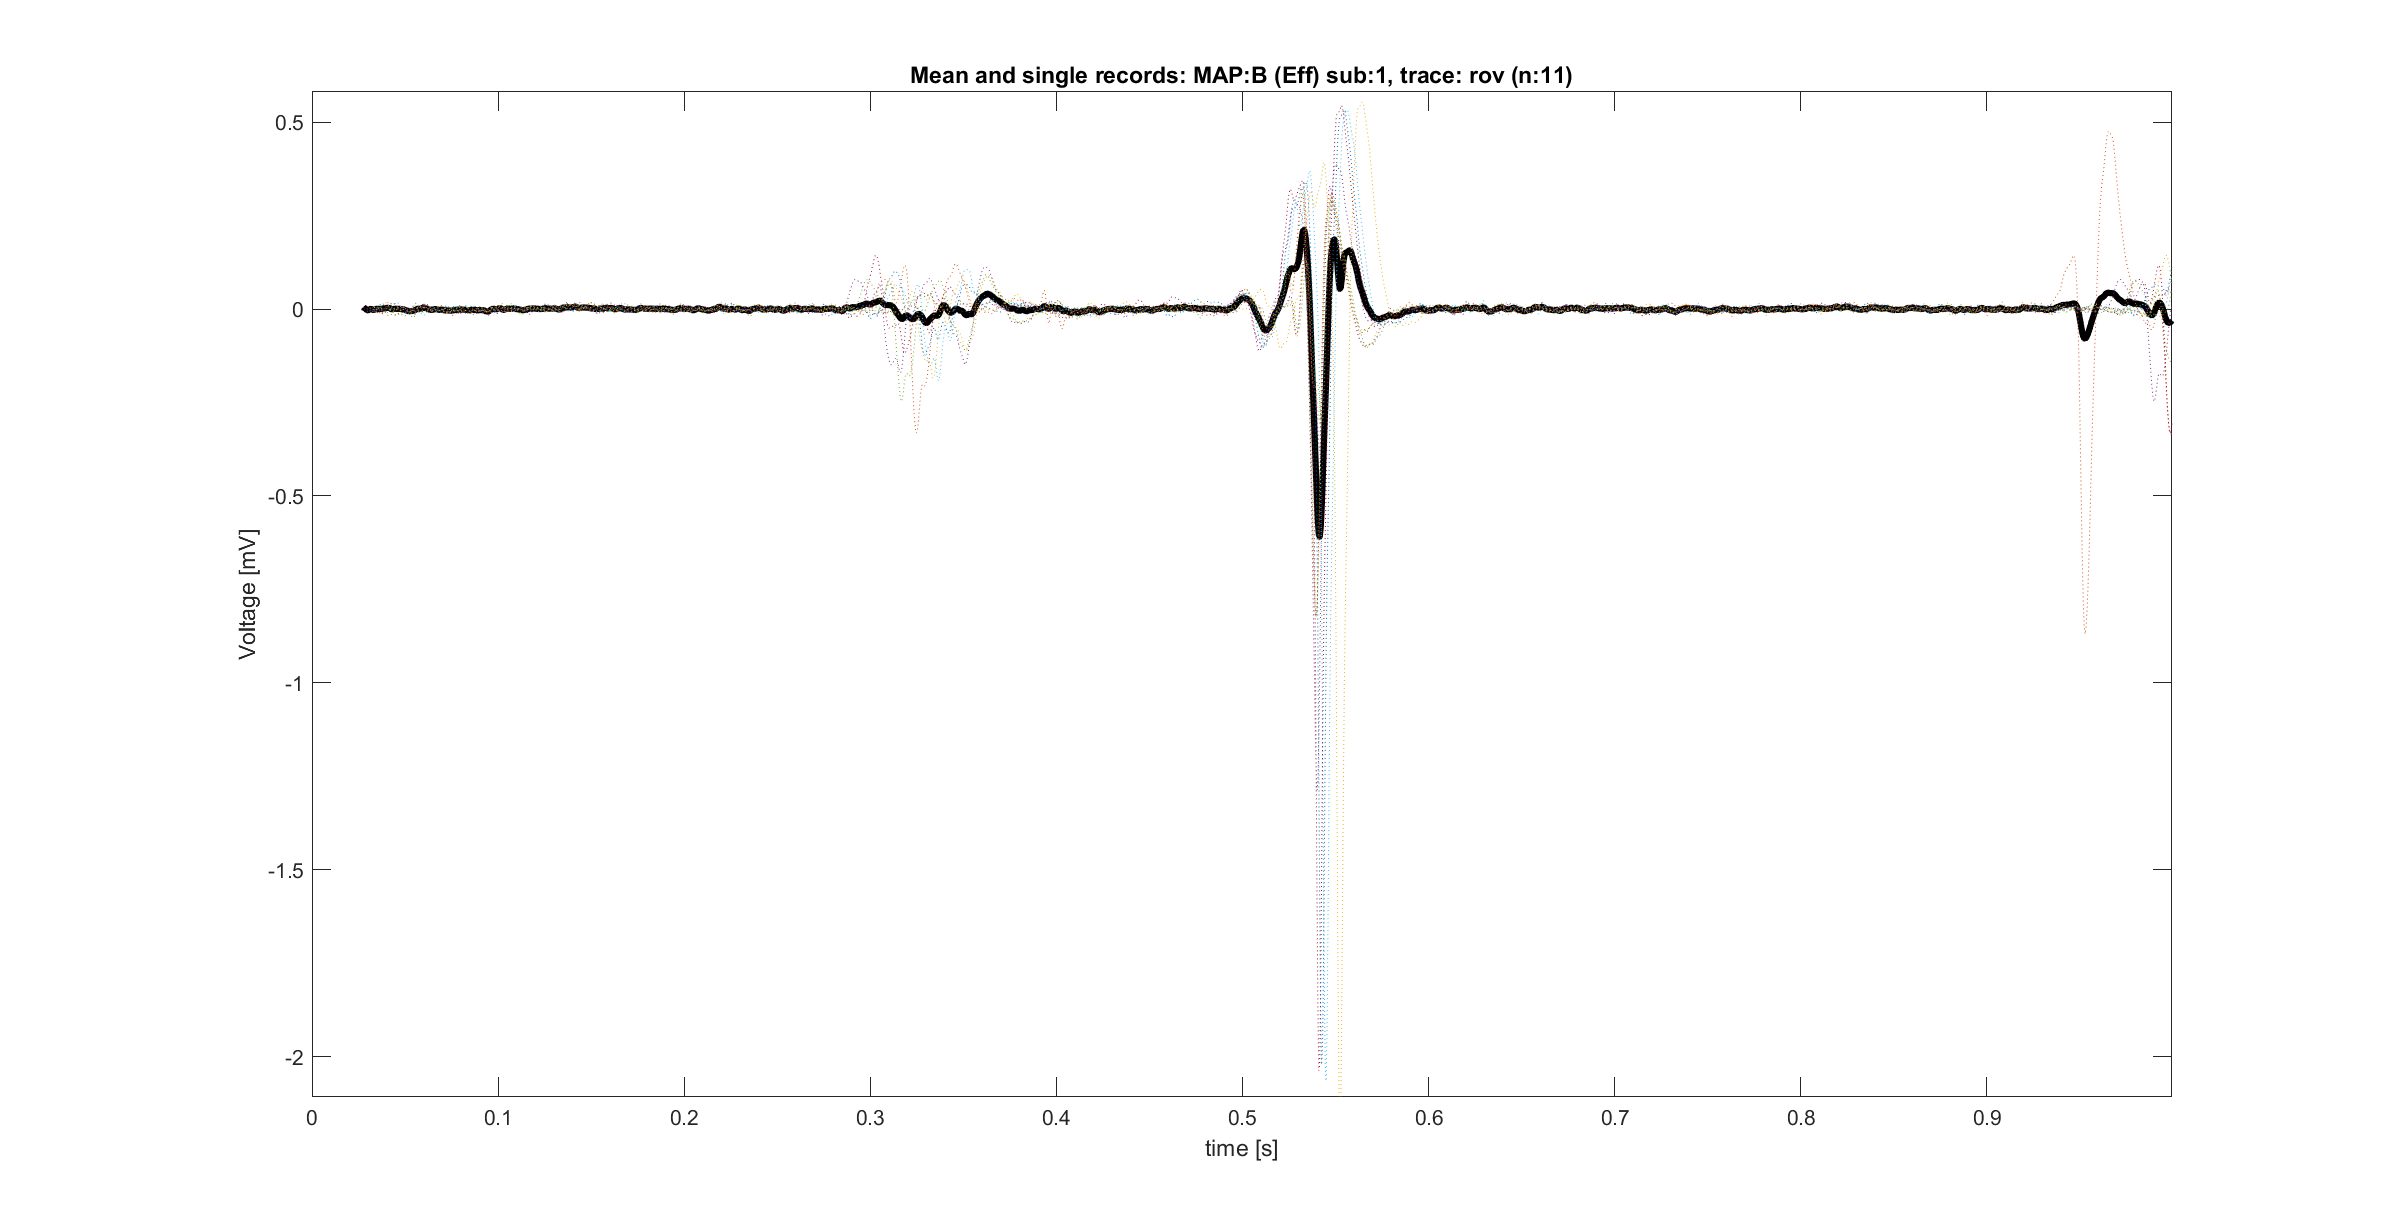 Mean and single records: MAP:B (Eff) sub:1, trace: rov (n:11)
0.5
0
-0.5
-1
-1.5
-2
Voltage [mV]
0 0.1 0.2 0.3 0.4 0.5 0.6 0.7 0.8 0.9
time [s]